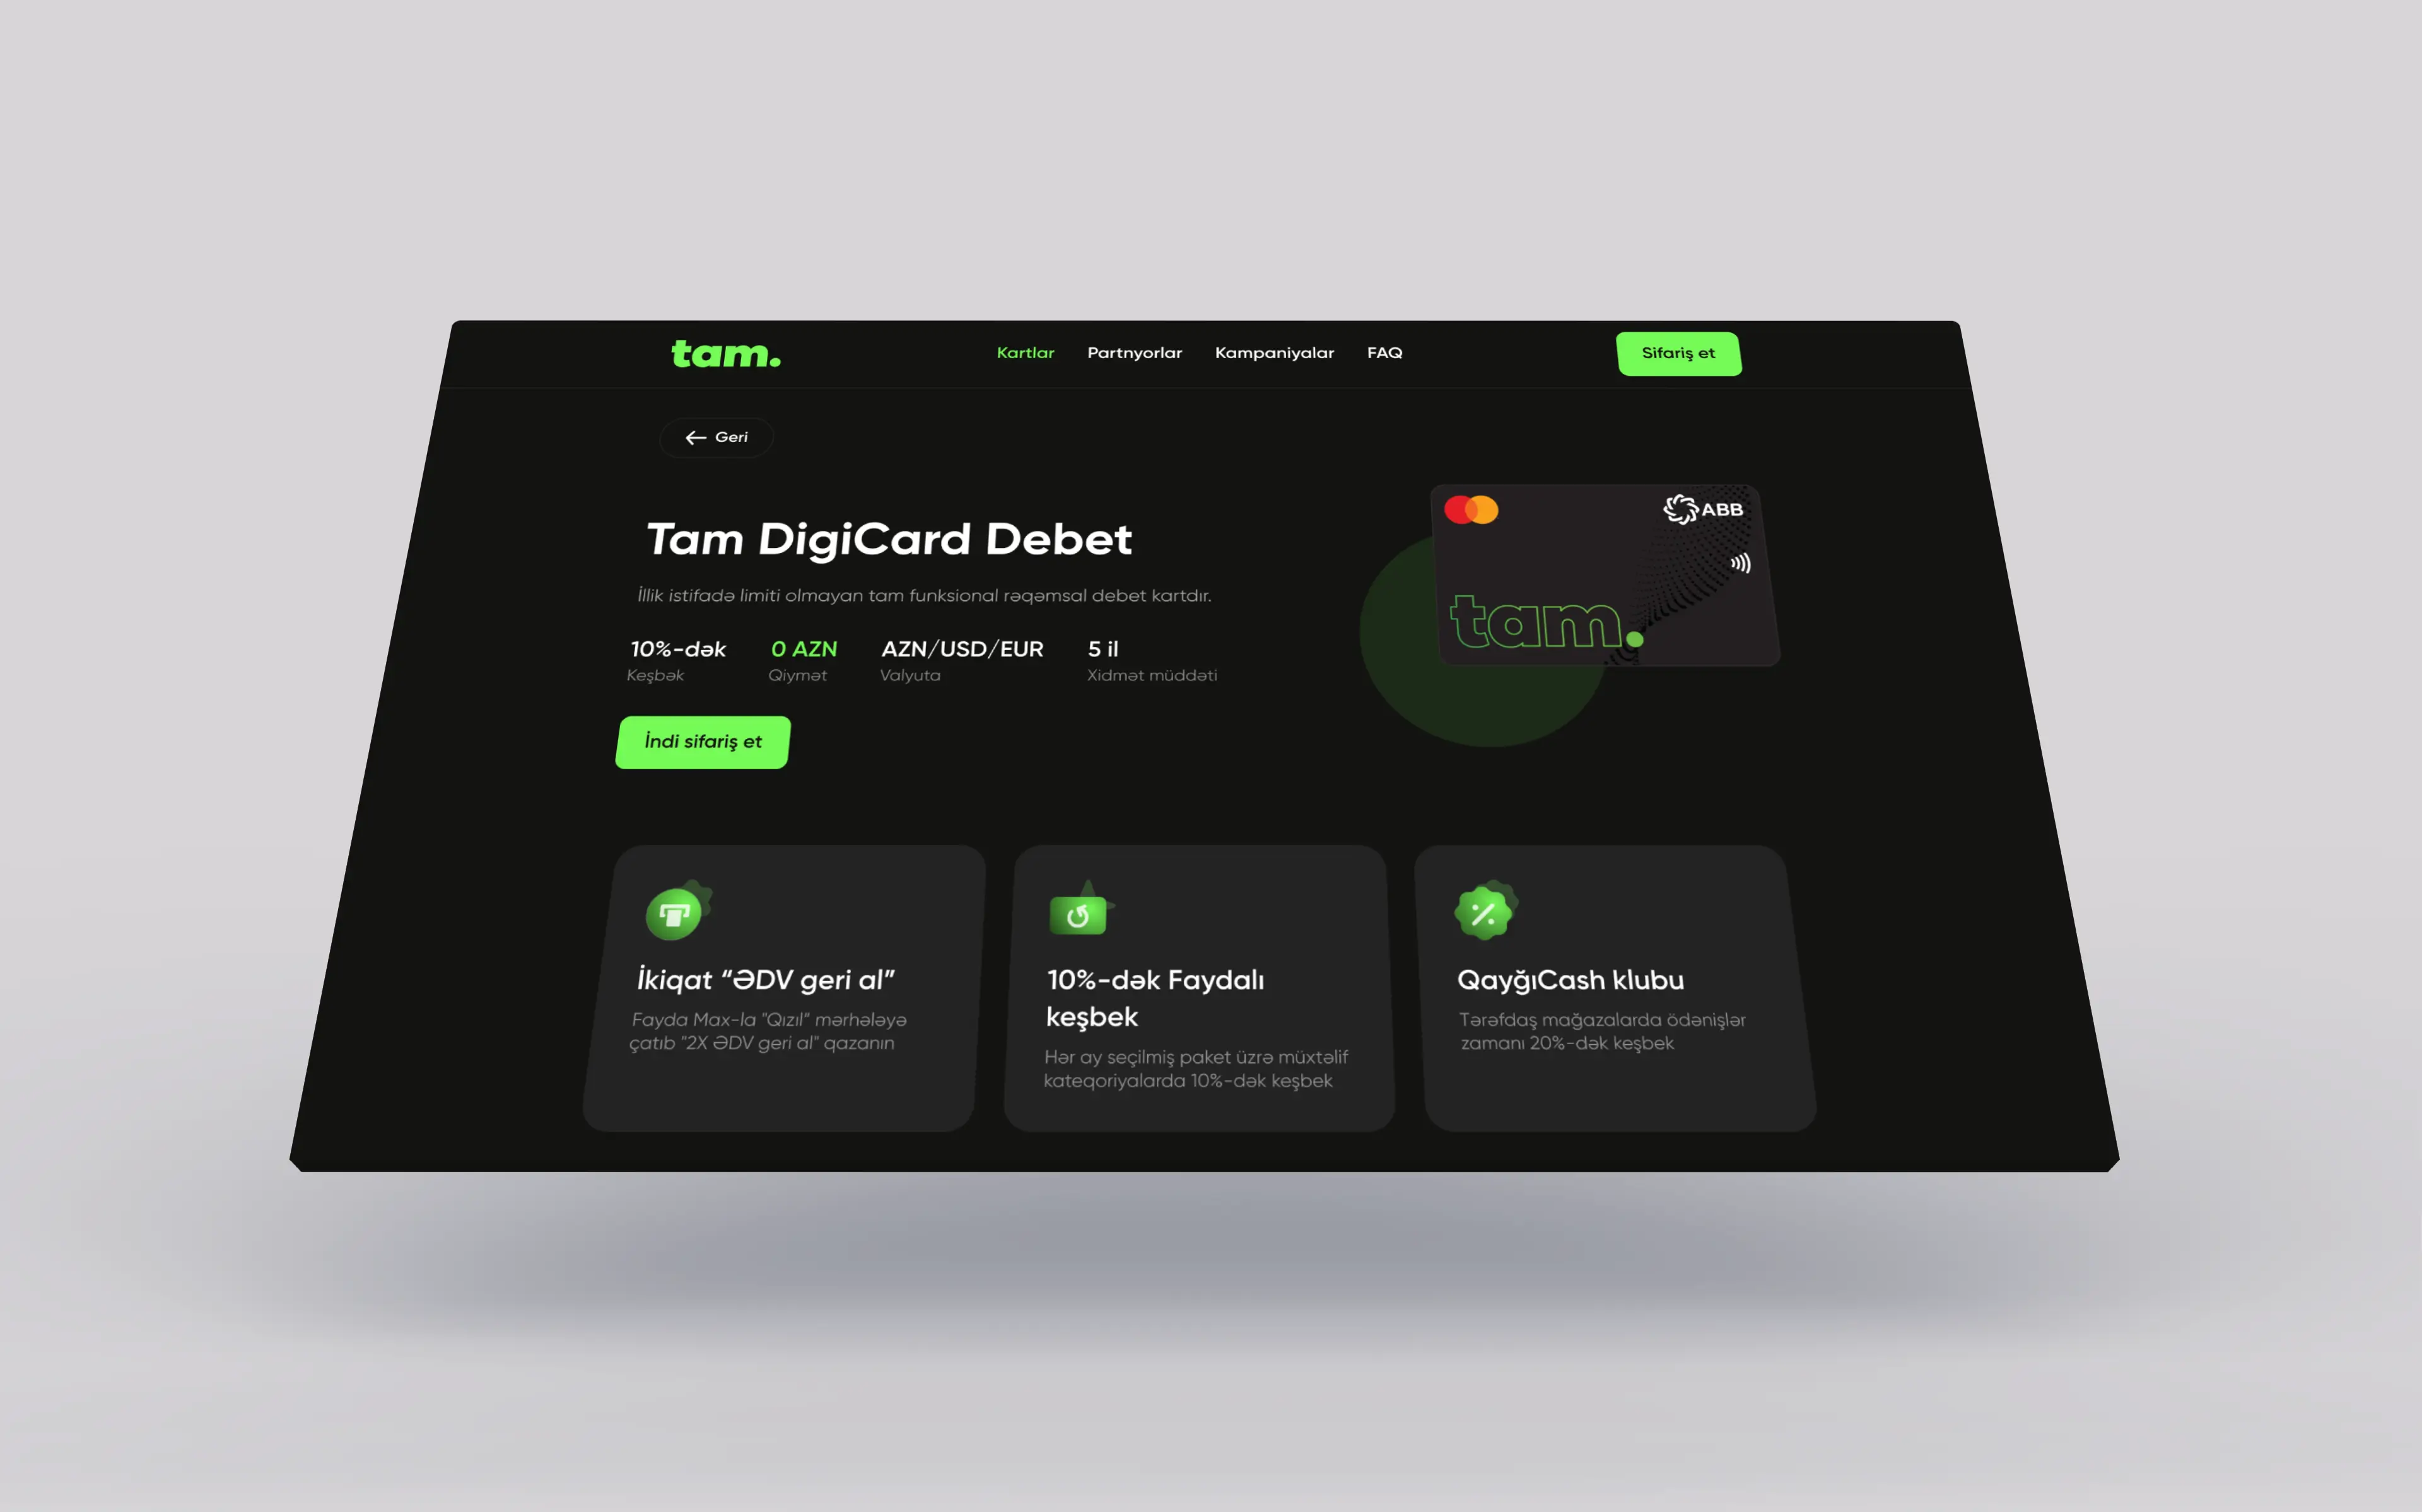 tam.
Kartlar Partnyorlar Kampaniyalar FAQ
Sifariş et
Geri
Tam DigiCard Debet
İllik istifadə limiti olmayan tam funksional rəqəmsal debet kartdır.
10%-dək 0 AZN AZN/USD/EUR 5 il
Keşbək Qiymət Valyuta Xidmət müddəti
İndi sifariş et
ABB
tam.
İkiqat “ƏDV geri al”
Fayda Max-la "Qızıl" mərhələyə
çatıb "2X ƏDV geri al" qazanın
10%-dək Faydalı
keşbek
Hər ay seçilmiş paket üzrə müxtəlif
kateqoriyalarda 10%-dək keşbek
QayğıCash klubu
Tərəfdaş mağazalarda ödənişlər
zamanı 20%-dək keşbek